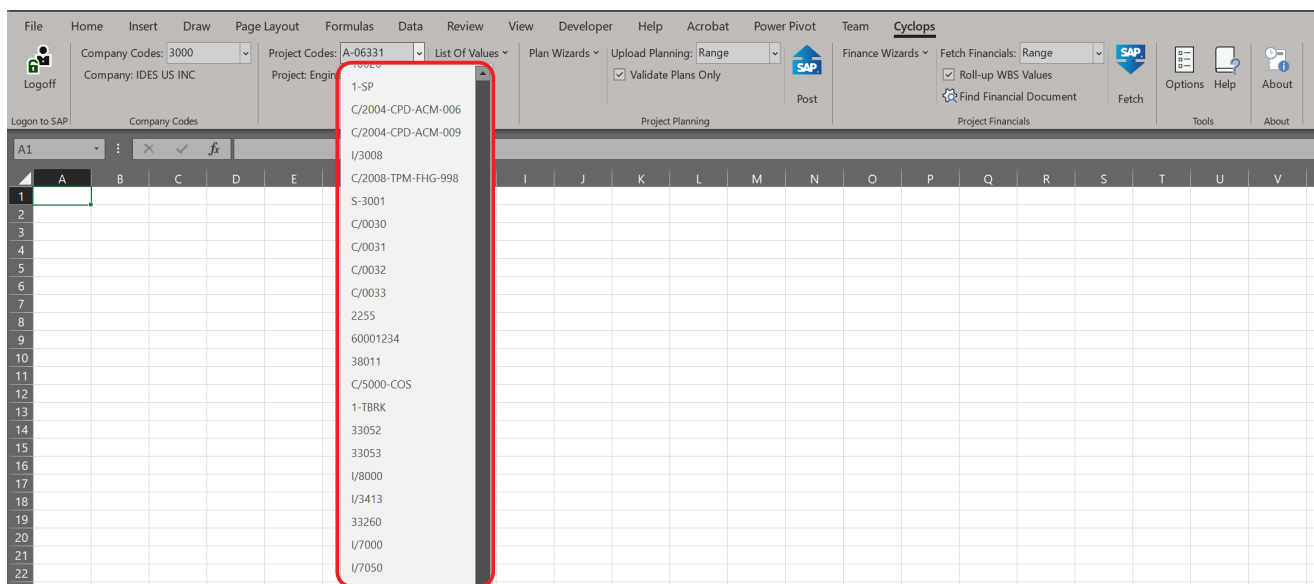 File Home Insert Draw Page Layout Formulas Data Review View Developer Help Acrobat Power Pivot Team Cyclops
Company Codes: 3000 Project Codes: A-06331 List Of Values Plan Wizards Upload Planning: Range Finance Wizards Fetch Financials: Range
Logoff Company: IDES US INC Project: Engin Validate Plans Only SAP Post Roll-up WBS Values SAP Fetch Options Help About
Find Financial Document
Logon to SAP Company Codes Project Planning Project Financials Tools About
A1 fx
A B C D E I J K L M N O P Q R S T U V
1
2
3
4
5
6
7
8
9
10
11
12
13
14
15
16
17
18
19
20
21
22
1-SP
C/2004-CPD-ACM-006
C/2004-CPD-ACM-009
I/3008
C/2008-TPM-FHG-998
S-3001
C/0030
C/0031
C/0032
C/0033
2255
60001234
38011
C/5000-COS
1-TBRK
33052
33053
I/8000
I/3413
33260
I/7000
I/7050